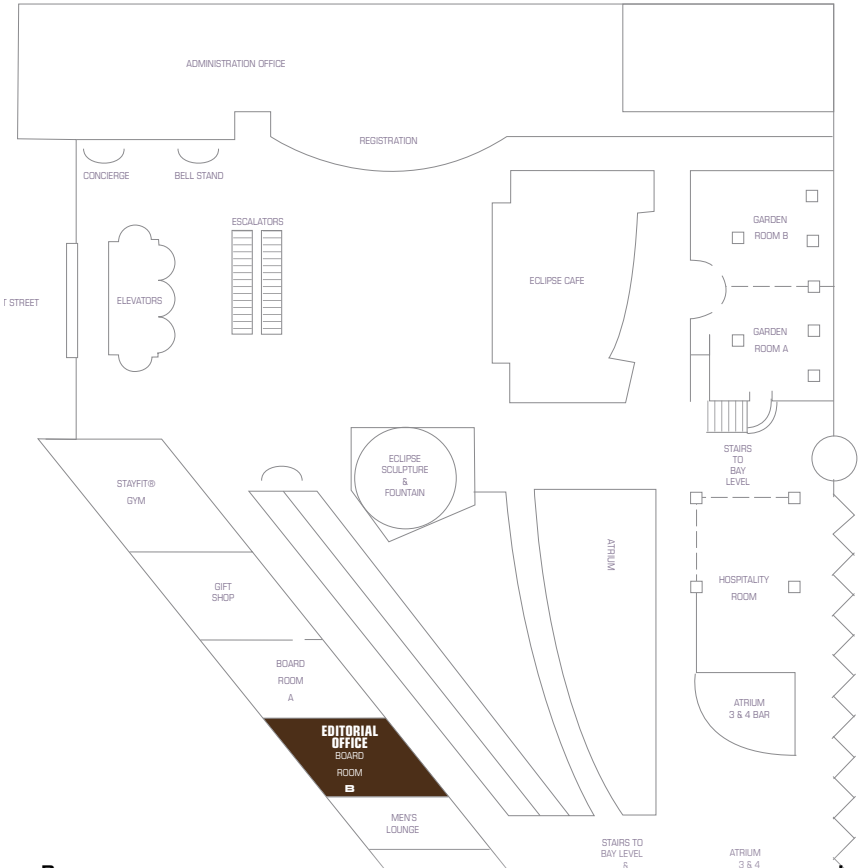 ADMINISTRATION OFFICE
REGISTRATION
CONCIERGE
BELL STAND
ESCALATORS
GARDEN
ROOM B
ECLIPSE CAFE
ELEVATORS
T STREET
GARDEN
ROOM A
STAIRS
TO
BAY
LEVEL
ECLIPSE
SCULPTURE
&
FOUNTAIN
STAYFIT®
GYM
ATRIUM
GIFT
SHOP
HOSPITALITY
ROOM
BOARD
ROOM
A
ATRIUM
3 & 4 BAR
EDITORIAL
OFFICE
BOARD
ROOM
B
MEN'S
LOUNGE
STAIRS TO
BAY LEVEL
&
ATRIUM
3 & 4